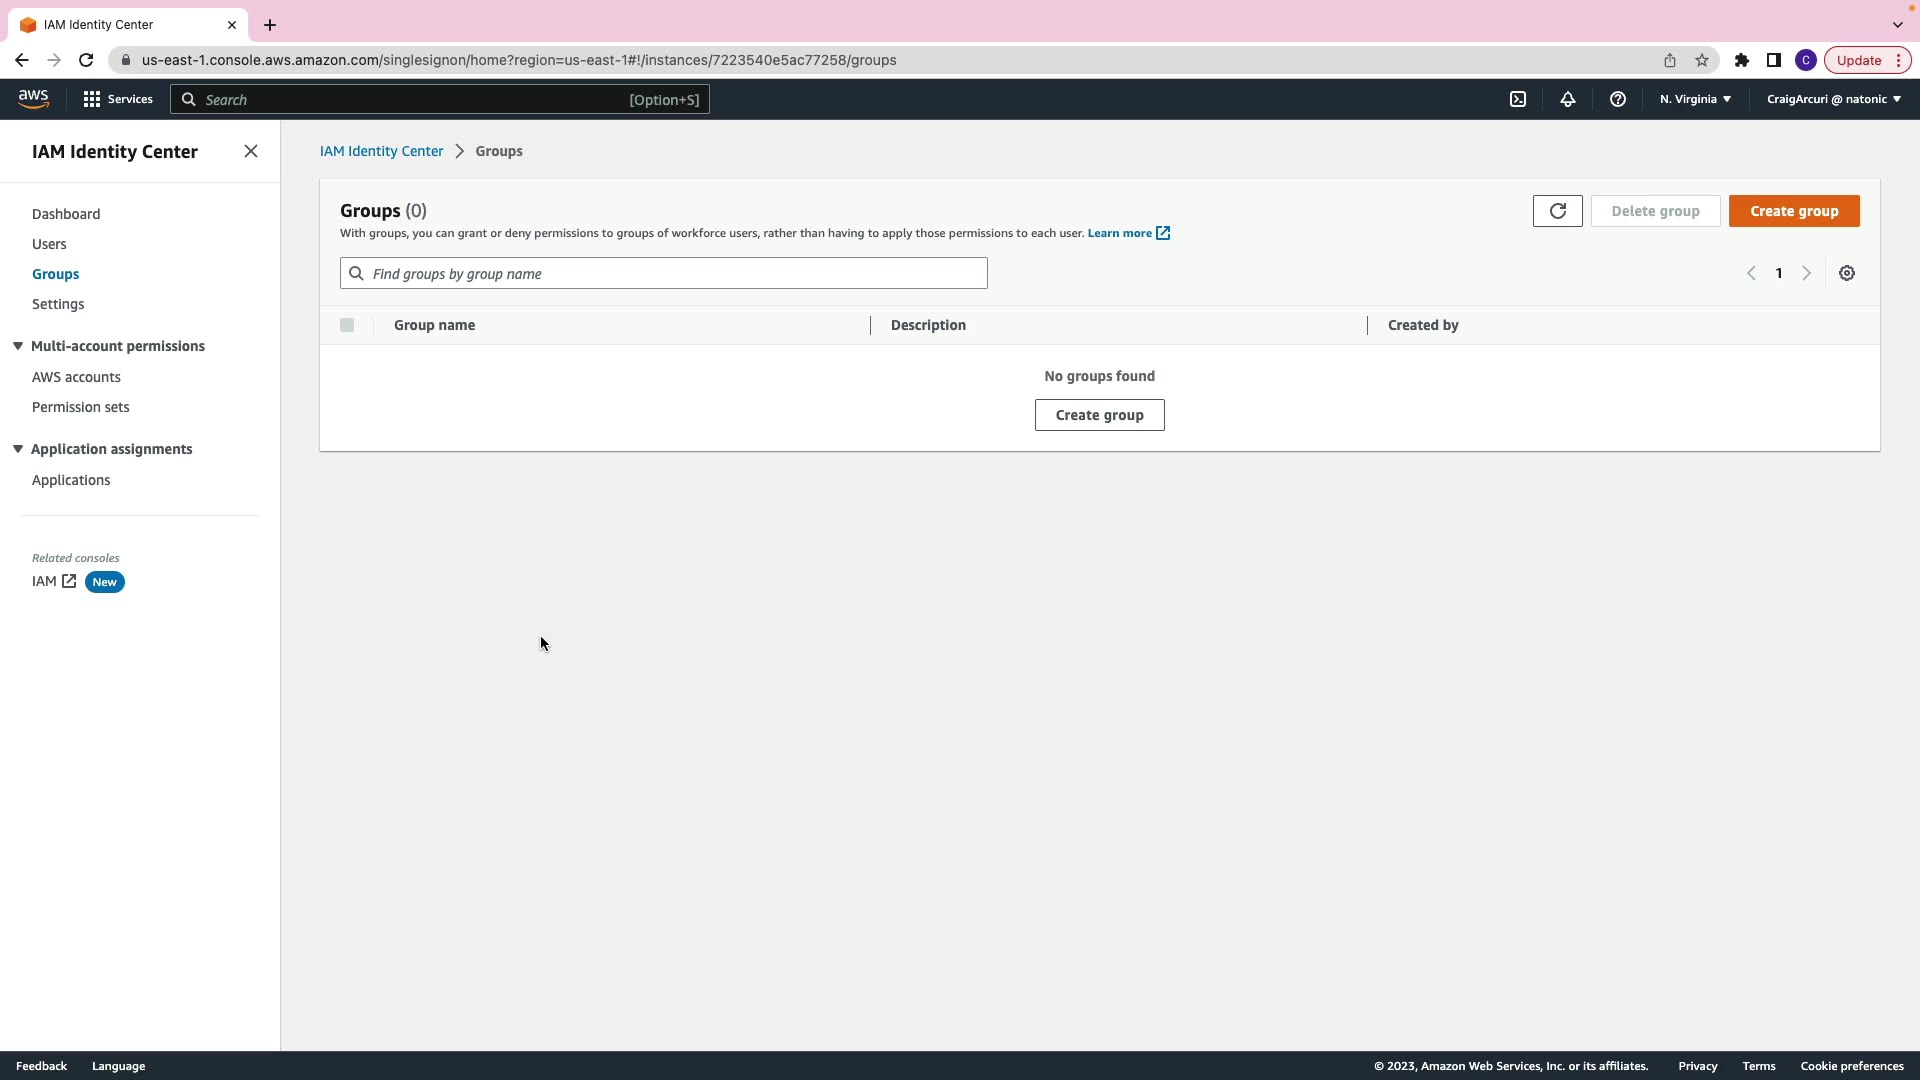 IAM Identity Center
us-east-1.console.aws.amazon.com/singlesignon/home?region=us-east-1#!/instances/7223540e5ac77258/groups
C
Update
aws
Services
Search
[Option+S]
N. Virginia
CraigArcuri @ natonic
IAM Identity Center
Dashboard
Users
Groups
Settings
Multi-account permissions
AWS accounts
Permission sets
Application assignments
Applications
Related consoles
IAM
New
IAM Identity Center
Groups
Groups (0)
With groups, you can grant or deny permissions to groups of workforce users, rather than having to apply those permissions to each user. Learn more
Delete group
Create group
Find groups by group name
1
Group name
Description
Created by
No groups found
Create group
Feedback
Language
© 2023, Amazon Web Services, Inc. or its affiliates.
Privacy
Terms
Cookie preferences